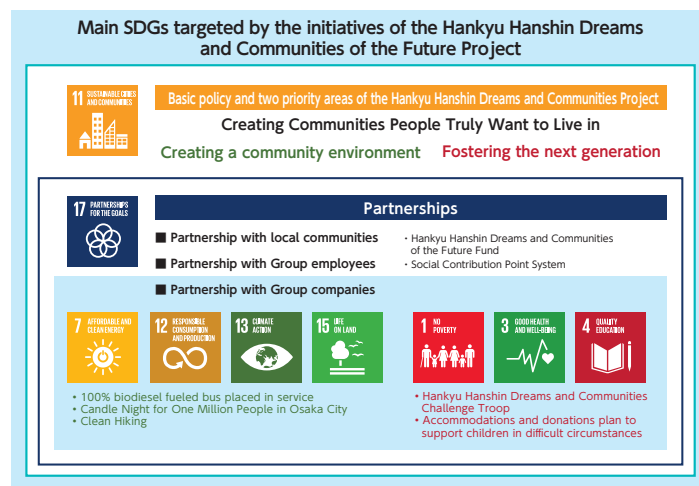 Main SDGs targeted by the initiatives of the Hankyu Hanshin Dreams
and Communities of the Future Project
11 SUSTAINABLE CITIES
AND COMMUNITIES
Basic policy and two priority areas of the Hankyu Hanshin Dreams and Communities Project
Creating Communities People Truly Want to Live in
Creating a community environment Fostering the next generation
17 PARTNERSHIPS
FOR THE GOALS
Partnerships
■ Partnership with local communities
■ Partnership with Group employees
■ Partnership with Group companies
・Hankyu Hanshin Dreams and Communities
of the Future Fund
・Social Contribution Point System
7 AFFORDABLE AND
CLEAN ENERGY
12 RESPONSIBLE
CONSUMPTION
AND PRODUCTION
13 CLIMATE
ACTION
15 LIFE
ON LAND
1 NO
POVERTY
3 GOOD HEALTH
AND WELL-BEING
4 QUALITY
EDUCATION
• 100% biodiesel fueled bus placed in service
• Candle Night for One Million People in Osaka City
• Clean Hiking
• Hankyu Hanshin Dreams and Communities
Challenge Troop
• Accommodations and donations plan to
support children in difficult circumstances